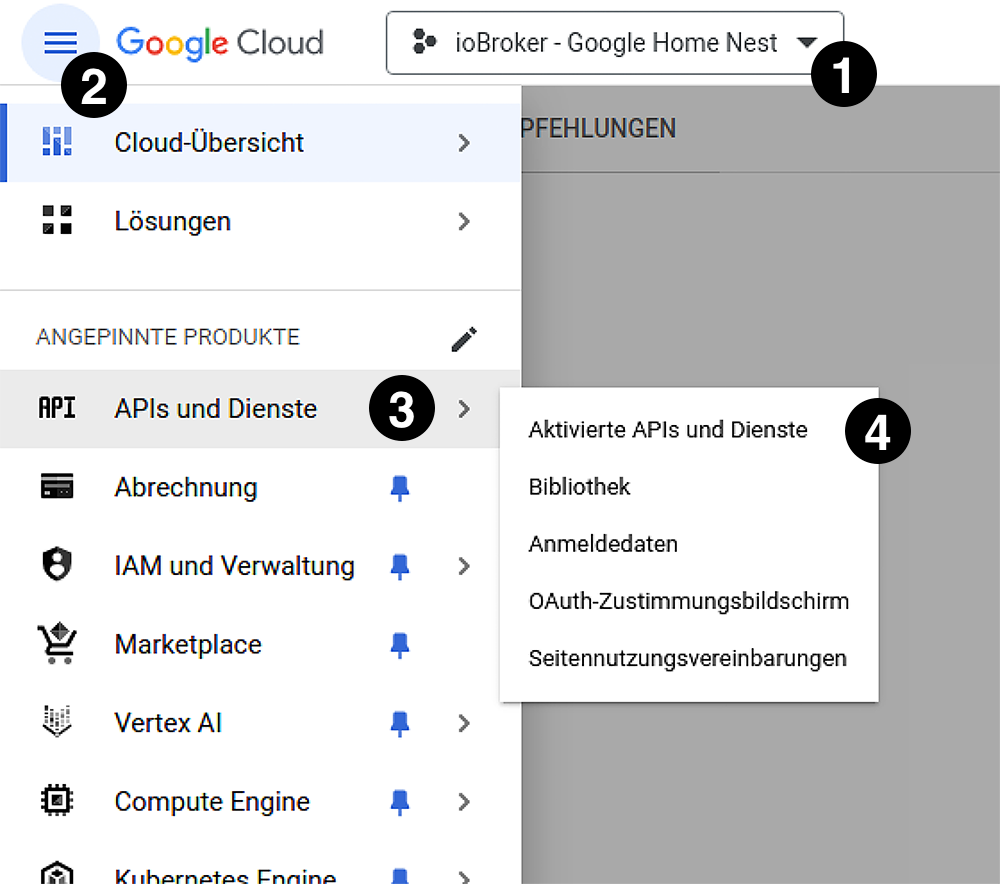 Google Cloud
ioBroker - Google Home Nest
1
2
Cloud-Übersicht
PFEHLUNGEN
Lösungen
ANGEPINNTE PRODUKTE
API
APIs und Dienste
3
Aktivierte APIs und Dienste
4
Bibliothek
Anmeldedaten
OAuth-Zustimmungsbildschirm
Seitennutzungsvereinbarungen
Abrechnung
IAM und Verwaltung
Marketplace
Vertex AI
Compute Engine
Kubernetes Engine